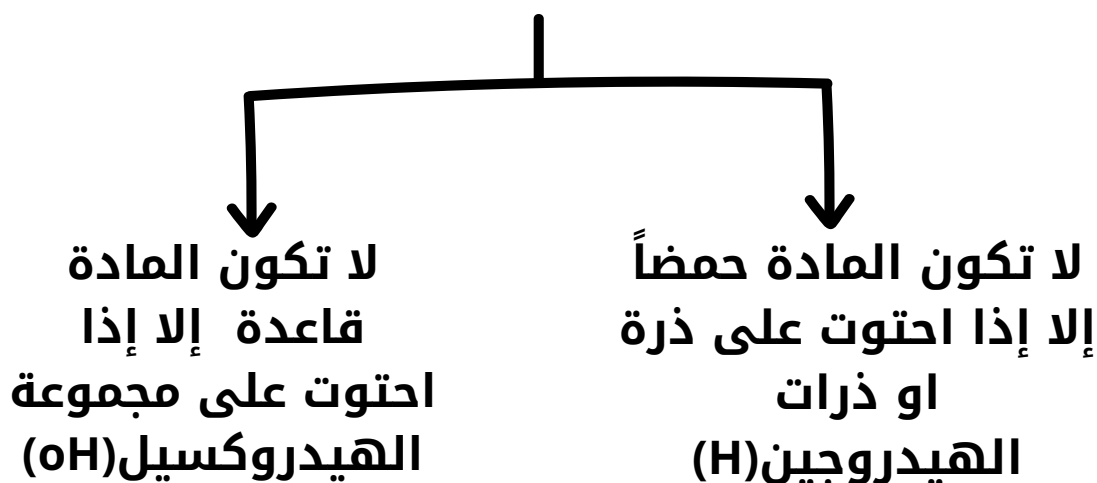 لا تكون المادة حمضاً
إلا إذا احتوت على ذرة
او ذرات
الهيدروجين(H)
لا تكون المادة
قاعدة إلا إذا
احتوت على مجموعة
الهيدروكسيل(oH)